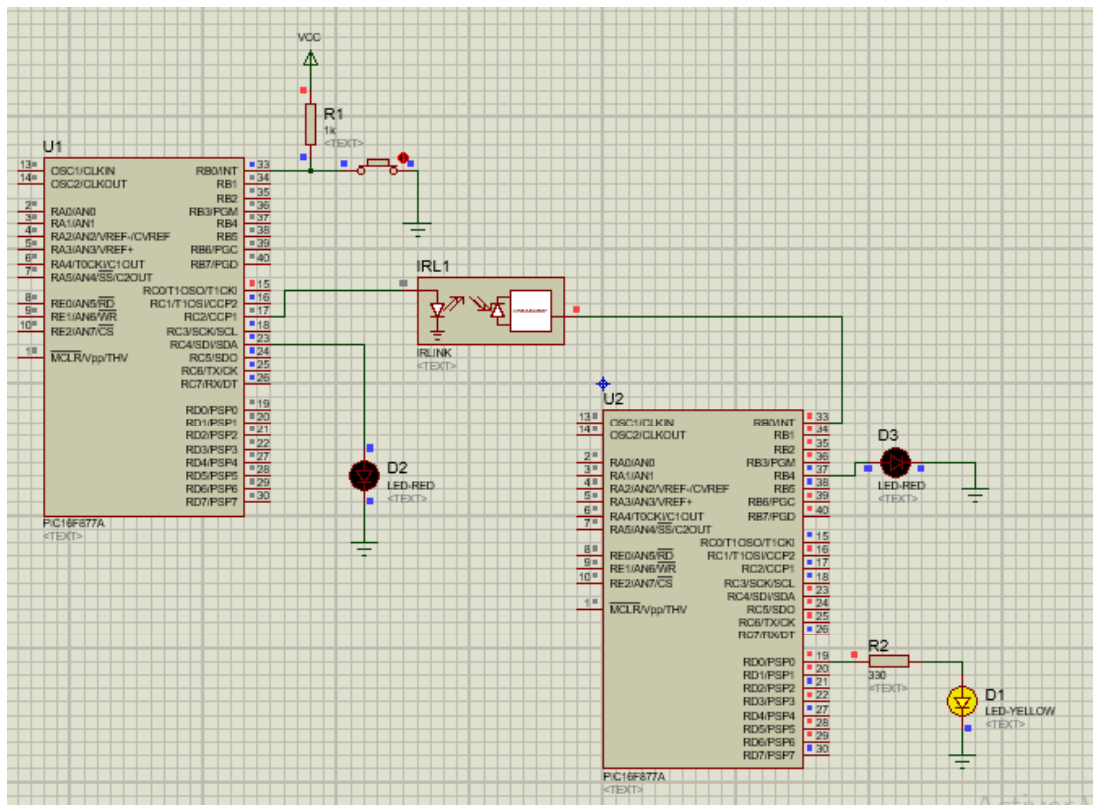 VCC
R1
1k
<TEXT>
U1
13
OSC1/CLKIN
14
OSC2/CLKOUT
2
RA0/AN0
3
RA1/AN1
4
RA2/AN2/VREF-/CVREF
5
RA3/AN3/VREF+
6
RA4/T0CKI/C1OUT
7
RA5/AN4/SS/C2OUT
8
RE0/AN5/RD
9
RE1/AN6/WR
10
RE2/AN7/CS
1
MCLR/Vpp/THV
RB0/INT
33
RB1
34
RB2
35
RB3/PGM
36
RB4
37
RB5
38
RB6/PGC
39
RB7/PGD
40
RC0/T1OSO/T1CKI
15
RC1/T1OSI/CCP2
16
RC2/CCP1
17
RC3/SCK/SCL
18
RC4/SDI/SDA
23
RC5/SDO
24
RC6/TX/CK
25
RC7/RX/DT
26
RD0/PSP0
19
RD1/PSP1
20
RD2/PSP2
21
RD3/PSP3
22
RD4/PSP4
27
RD5/PSP5
28
RD6/PSP6
29
RD7/PSP7
30
PIC16F877A
<TEXT>
IRL1
IRLINK
<TEXT>
D2
LED-RED
<TEXT>
U2
13
OSC1/CLKIN
14
OSC2/CLKOUT
2
RA0/AN0
3
RA1/AN1
4
RA2/AN2/VREF-/CVREF
5
RA3/AN3/VREF+
6
RA4/T0CKI/C1OUT
7
RA5/AN4/SS/C2OUT
8
RE0/AN5/RD
9
RE1/AN6/WR
10
RE2/AN7/CS
1
MCLR/Vpp/THV
RB0/INT
33
RB1
34
RB2
35
RB3/PGM
36
RB4
37
RB5
38
RB6/PGC
39
RB7/PGD
40
RC0/T1OSO/T1CKI
15
RC1/T1OSI/CCP2
16
RC2/CCP1
17
RC3/SCK/SCL
18
RC4/SDI/SDA
23
RC5/SDO
24
RC6/TX/CK
25
RC7/RX/DT
26
RD0/PSP0
19
RD1/PSP1
20
RD2/PSP2
21
RD3/PSP3
22
RD4/PSP4
27
RD5/PSP5
28
RD6/PSP6
29
RD7/PSP7
30
PIC16F877A
<TEXT>
D3
LED-RED
<TEXT>
R2
330
<TEXT>
D1
LED-YELLOW
<TEXT>